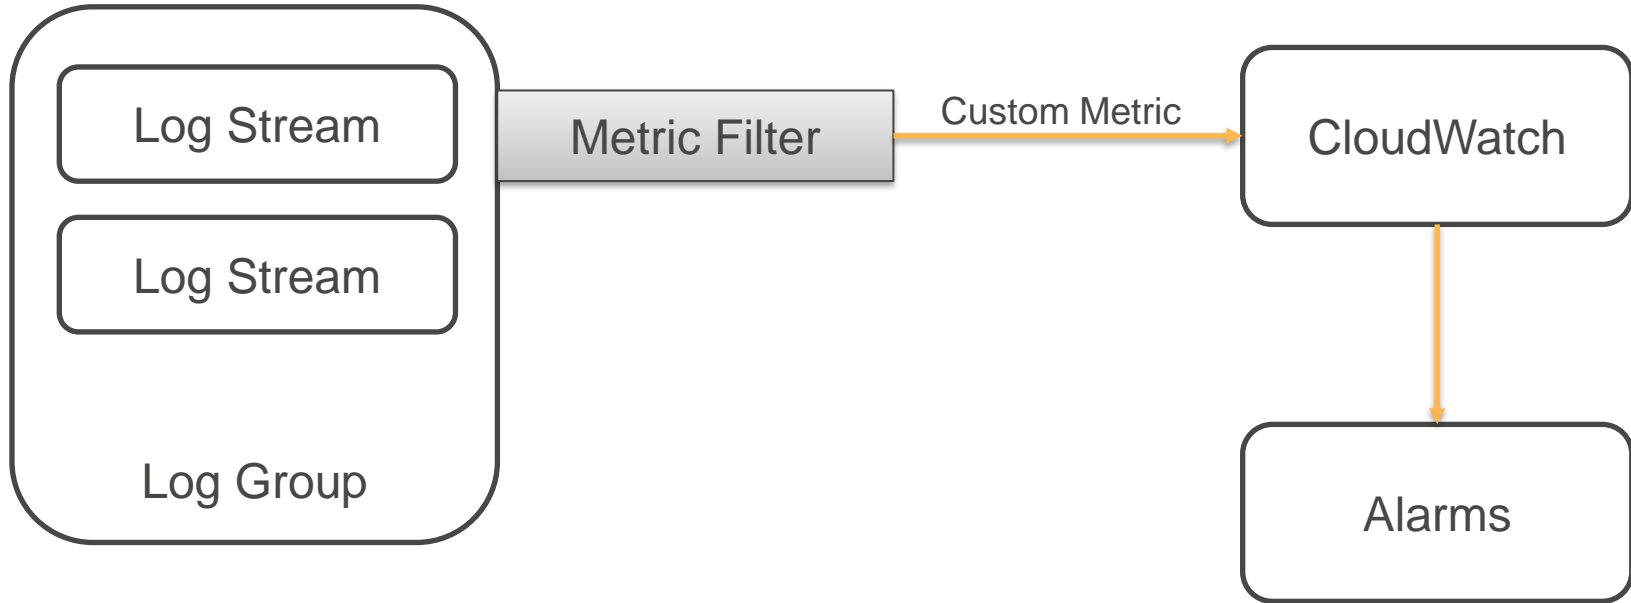 Log Stream
Metric Filter
Custom Metric
CloudWatch
Log Stream
Log Group
Alarms